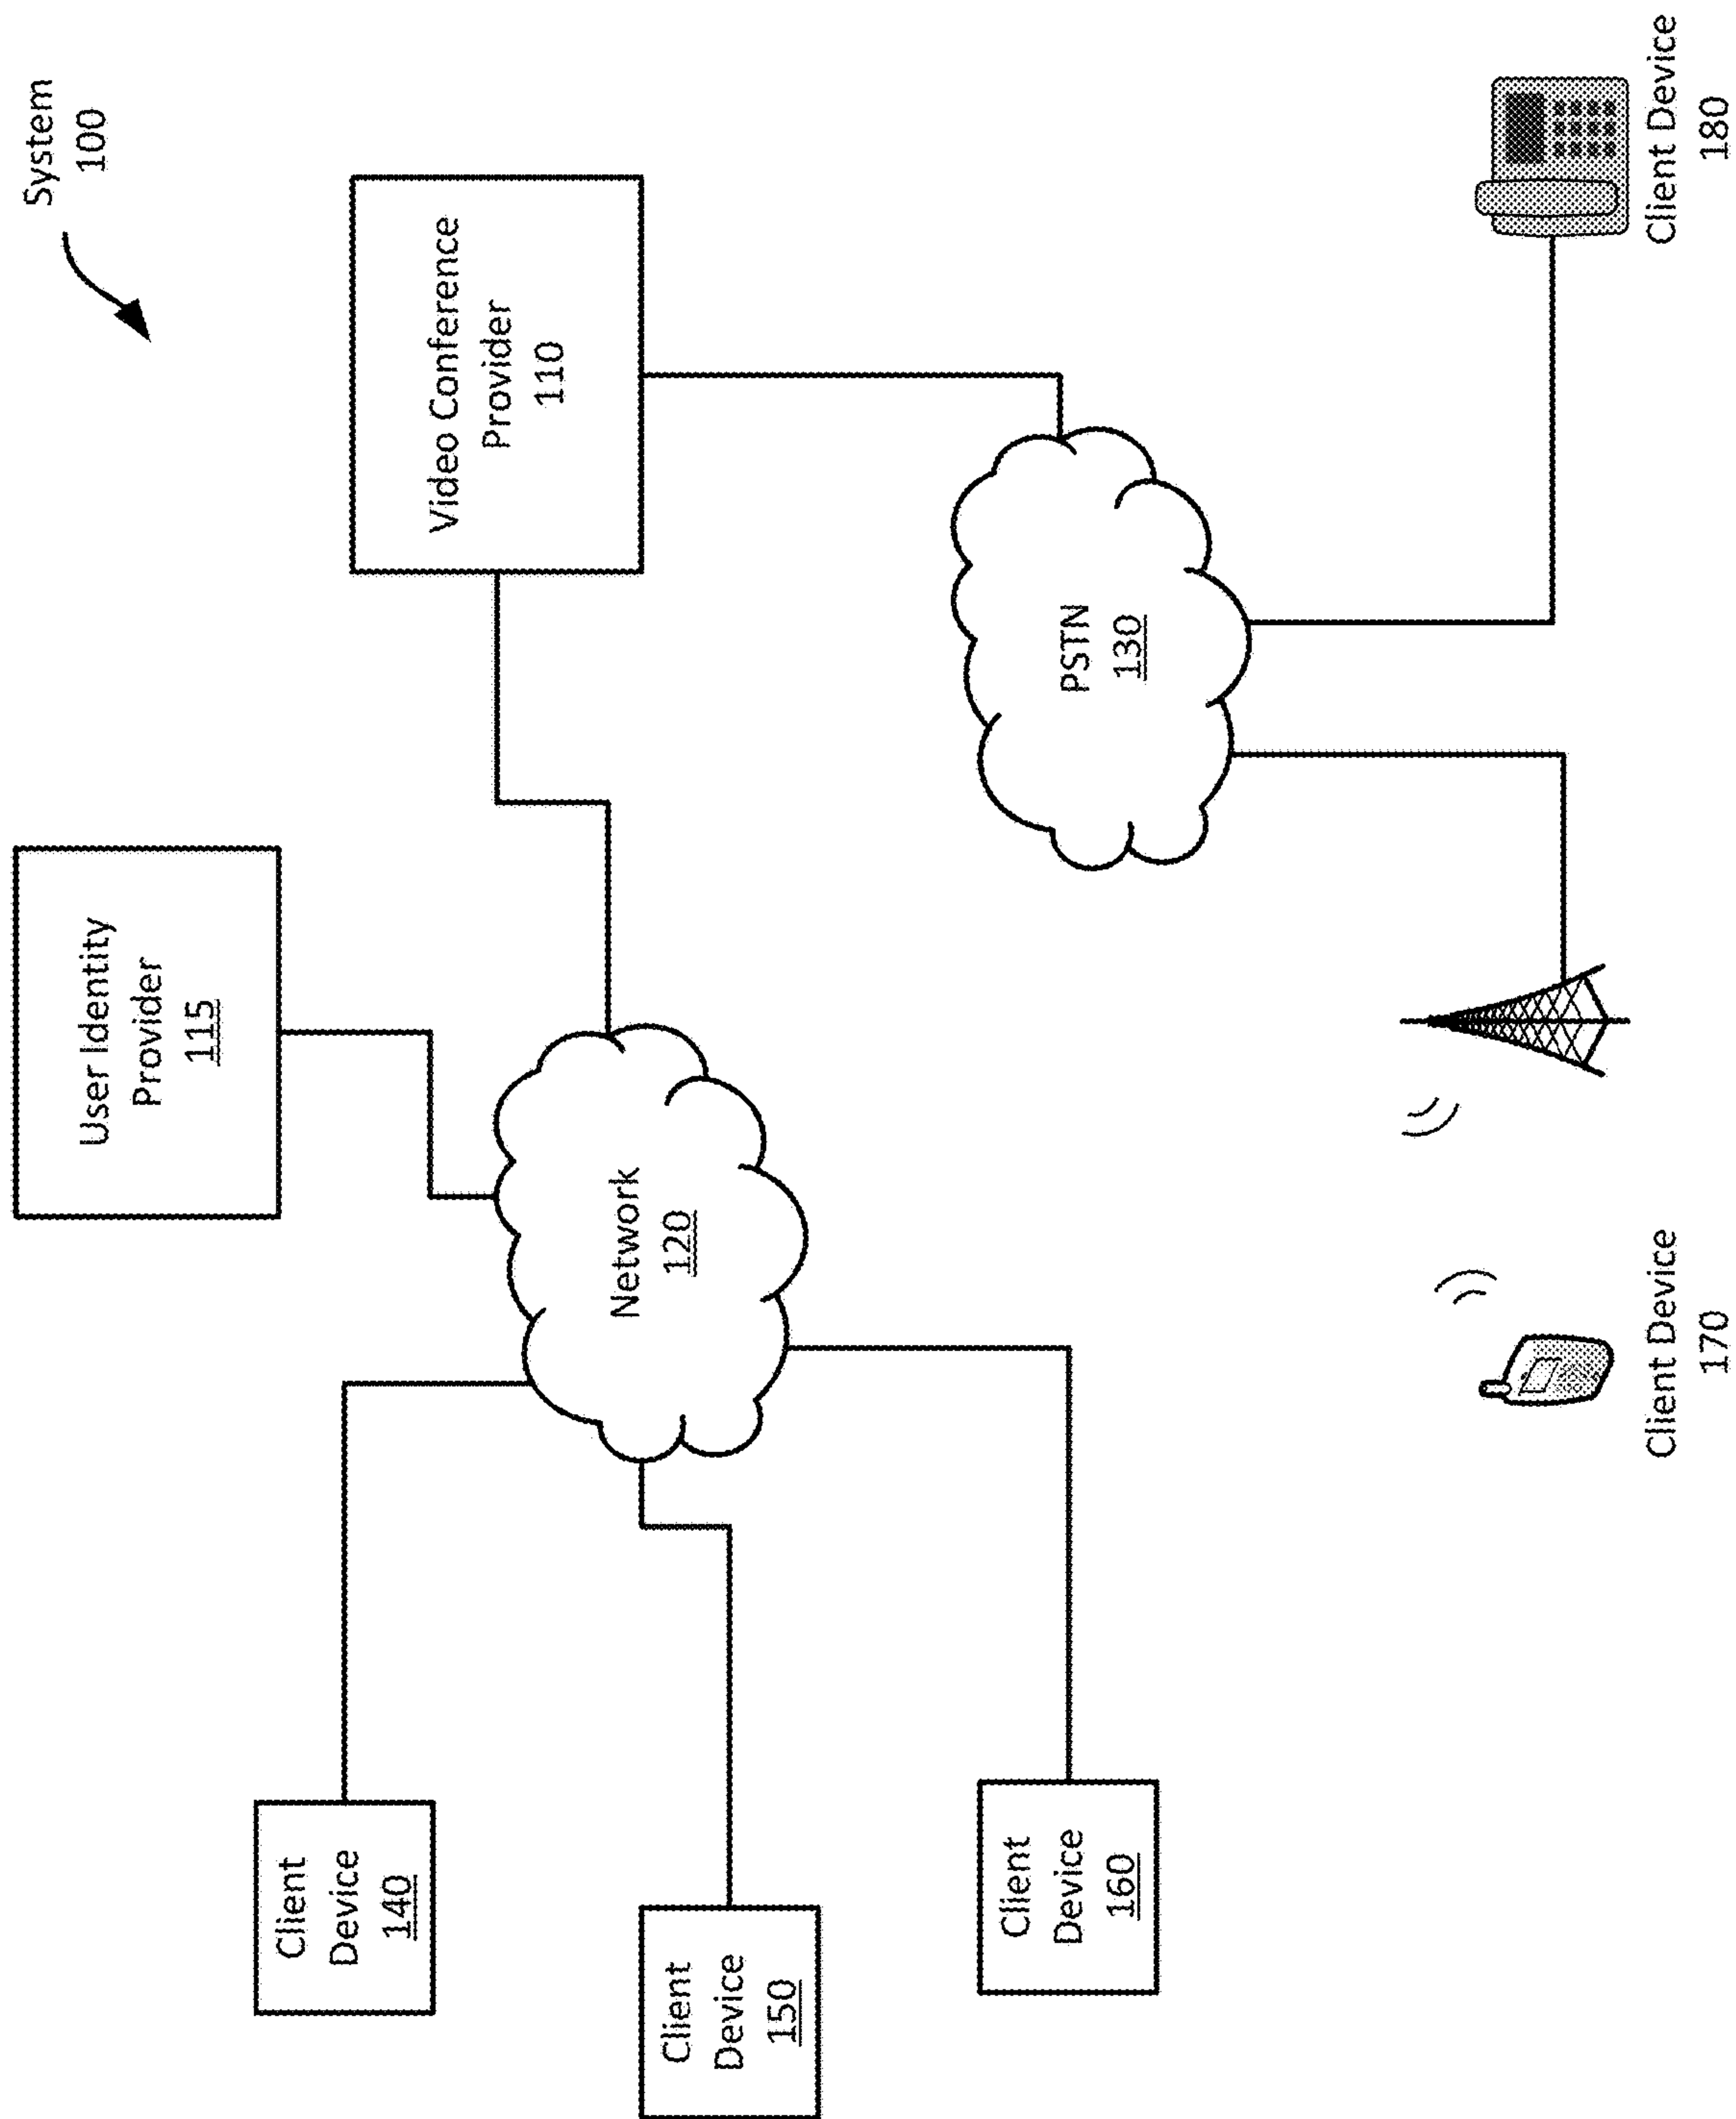 System
100
User Identity
Provider
115
Video Conference
Provider
110
Client
Device
140
Network
120
Client
Device
150
PSTN
130
Client
Device
160
Client Device
170
Client Device
180